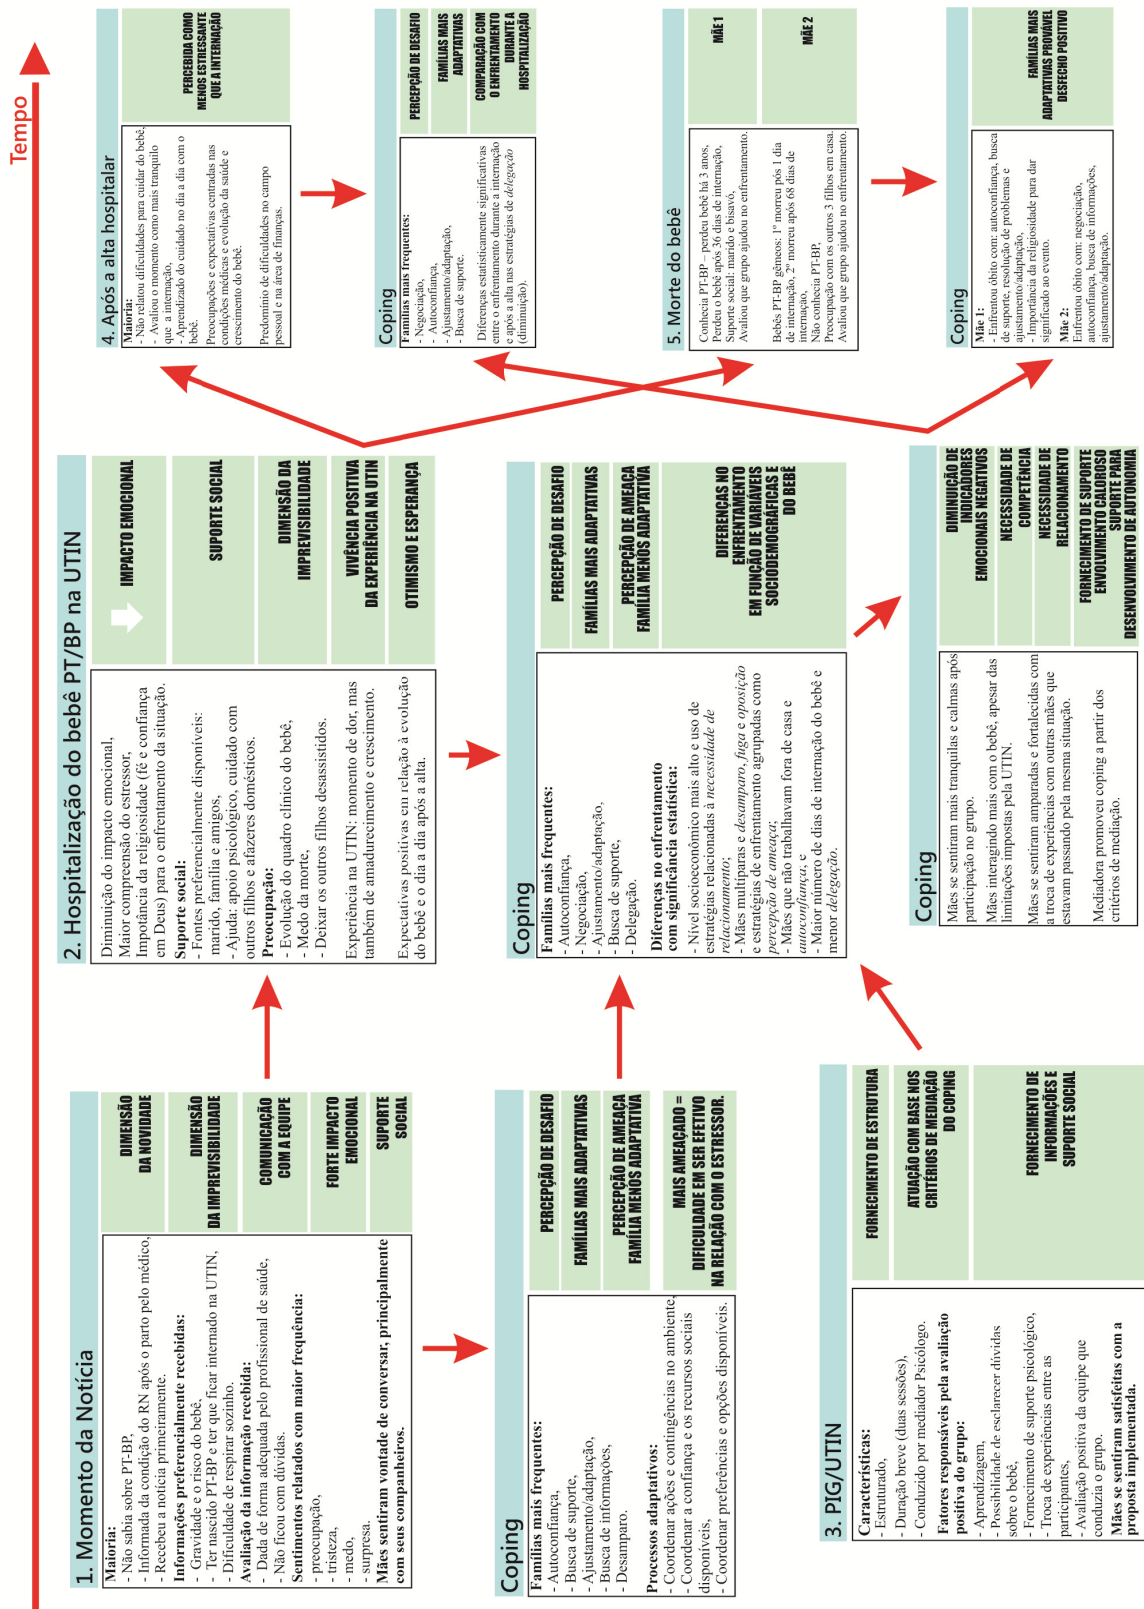 Tempo
1. Momento da Notícia
Maioria:
- Não sabia sobre PT-BP,
- Informada da condição do RN após o parto pelo médico,
- Recebeu a notícia primeiramente.
Informações preferencialmente recebidas:
- Gravidade e o risco do bebê,
- Ter nascido PT-BP e ter que ficar internado na UTIN,
- Dificuldade de respirar sozinho.
Avaliação da informação recebida:
- Dada de forma adequada pelo profissional de saúde,
- Não ficou com dúvidas.
Sentimentos relatados com maior frequência:
- preocupação,
- tristeza,
- medo,
- surpresa.
Mães sentiram vontade de conversar, principalmente
com seus companheiros.
DIMENSÃO
DA NOVIDADE
DIMENSÃO
DA IMPREVISIBILIDADE
COMUNICAÇÃO
COM A EQUIPE
FORTE IMPACTO
EMOCIONAL
SUPORTE
SOCIAL
Coping
Famílias mais frequentes:
- Autoconfiança,
- Busca de suporte,
- Ajustamento/adaptação,
- Busca de informações,
- Desamparo.
Processos adaptativos:
- Coordenar ações e contingências no ambiente,
- Coordenar a confiança e os recursos sociais
disponíveis,
- Coordenar preferências e opções disponíveis.
PERCEPÇÃO DE DESAFIO
FAMÍLIAS MAIS ADAPTATIVAS
PERCEPÇÃO DE AMEAÇA
FAMÍLIA MENOS ADAPTATIVA
MAIS AMEAÇADO =
DIFICULDADE EM SER EFETIVO
NA RELAÇÃO COM O ESTRESSOR.
3. PIG/UTIN
Características:
- Estruturado,
- Duração breve (duas sessões),
- Conduzido por mediador Psicólogo.
Fatores responsáveis pela avaliação
positiva do grupo:
- Aprendizagem,
- Possibilidade de esclarecer dúvidas
sobre o bebê,
- Fornecimento de suporte psicológico,
- Troca de experiências entre as
participantes,
- Avaliação positiva da equipe que
conduzia o grupo.
Mães se sentiram satisfeitas com a
proposta implementada.
FORNECIMENTO DE ESTRUTURA
ATUAÇÃO COM BASE NOS
CRITÉRIOS DE MEDIAÇÃO
DO COPING
FORNECIMENTO DE
INFORMAÇÕES E
SUPORTE SOCIAL
2. Hospitalização do bebê PT/BP na UTIN
Diminuição do impacto emocional,
Maior compreensão do estressor,
Impotância da religiosidade (fé e confiança
em Deus) para o enfrentamento da situação.
Suporte social:
- Fontes preferencialmente disponíveis:
marido, família e amigos,
- Ajuda: apoio psicológico, cuidado com
outros filhos e afazeres domésticos.
Preocupação:
- Evolução do quadro clínico do bebê,
- Medo da morte,
- Deixar os outros filhos desassistidos.
Experiência na UTIN: momento de dor, mas
também de amadurecimento e crescimento.
Expectativas positivas em relação à evolução
do bebê e o dia a dia após a alta.
IMPACTO EMOCIONAL
SUPORTE SOCIAL
DIMENSÃO DA
IMPREVISIBILIDADE
VIVÊNCIA POSITIVA
DA EXPERIÊNCIA NA UTIN
OTIMISMO E ESPERANÇA
Coping
Famílias mais frequentes:
- Autoconfiança,
- Negociação,
- Ajustamento/adaptação,
- Busca de suporte,
- Delegação.
Diferenças no enfrentamento
com significância estatística:
- Nível socioeconômico mais alto e uso de
estratégias relacionadas à necessidade de
relacionamento;
- Mães multíparas e desamparo, fuga e oposição
e estratégias de enfrentamento agrupadas como
percepção de ameaça;
- Mães que não trabalhavam fora de casa e
autoconfiança, e
- Maior número de dias de internação do bebê e
menor delegação.
PERCEPÇÃO DE DESAFIO
FAMÍLIAS MAIS ADAPTATIVAS
PERCEPÇÃO DE AMEAÇA
FAMÍLIA MENOS ADAPTATIVA
DIFERENÇAS NO
ENFRENTAMENTO
EM FUNÇÃO DE VARIÁVEIS
SOCIODEMOGRÁFICAS E
DO BEBÊ
Coping
Mães se sentiram mais tranquilas e calmas após
participação no grupo.
Mães interagindo mais com o bebê, apesar das
limitações impostas pela UTIN.
Mães se sentiram amparadas e fortalecidas com
a troca de experiências com outras mães que
estavam passando pela mesma situação.
Mediadora promoveu coping a partir dos
critérios de mediação.
DIMINUIÇÃO DE
INDICADORES
EMOCIONAIS NEGATIVOS
NECESSIDADE DE
COMPETÊNCIA
NECESSIDADE DE
RELACIONAMENTO
FORNECIMENTO DE SUPORTE
ENVOLVIMENTO CALOROSO
SUPORTE PARA
DESENVOLVIMENTO DE AUTONOMIA
4. Após a alta hospitalar
Maioria:
- Não relatou dificuldades para cuidar do bebê,
- Avaliou o momento como mais tranquilo
que a internação,
- Aprendizado do cuidado no dia a dia com o
bebê.
Preocupações e expectativas centradas nas
condições médicas e evolução da saúde e
crescimento do bebê.
Predomínio de dificuldades no campo
pessoal e na área de finanças.
PERCEBIDA COMO
MENOS ESTRESSANTE
QUE A INTERNAÇÃO
Coping
Famílias mais frequentes:
- Negociação,
- Autoconfiança,
- Ajustamento/adaptação,
- Busca de suporte.
Diferenças estatisticamente significativas
entre o enfrentamento durante a internação
e após a alta nas estratégias de delegação
(diminuição).
PERCEPÇÃO DE DESAFIO
FAMÍLIAS MAIS
ADAPTATIVAS
COMPARAÇÃO COM
O ENFRENTAMENTO
DURANTE A
HOSPITALIZAÇÃO
5. Morte do bebê
Conhecia PT-BP – perdeu bebê há 3 anos,
Perdeu o bebê após 36 dias de internação,
Suporte social: marido e bisavó,
Avaliou que grupo ajudou no enfrentamento.
Bebês PT-BP gêmeos: 1º morreu pós 1 dia
de internação, 2º morreu após 68 dias de
internação,
Não conhecia PT-BP,
Preocupação com os outros 3 filhos em casa.
Avaliou que grupo ajudou no enfrentamento.
MÃE 1
MÃE 2
Coping
Mãe 1:
- Enfrentou óbito com: autoconfiança, busca
de suporte, resolução de problemas e
ajustamento/adaptação,
- Importância da religiosidade para dar
significado ao evento.
Mãe 2:
Enfrentou óbito com: negociação,
autoconfiança, busca de informações,
ajustamento/adaptação.
FAMÍLIAS MAIS
ADAPTATIVAS PROVÁVEL
DESFECHO POSITIVO